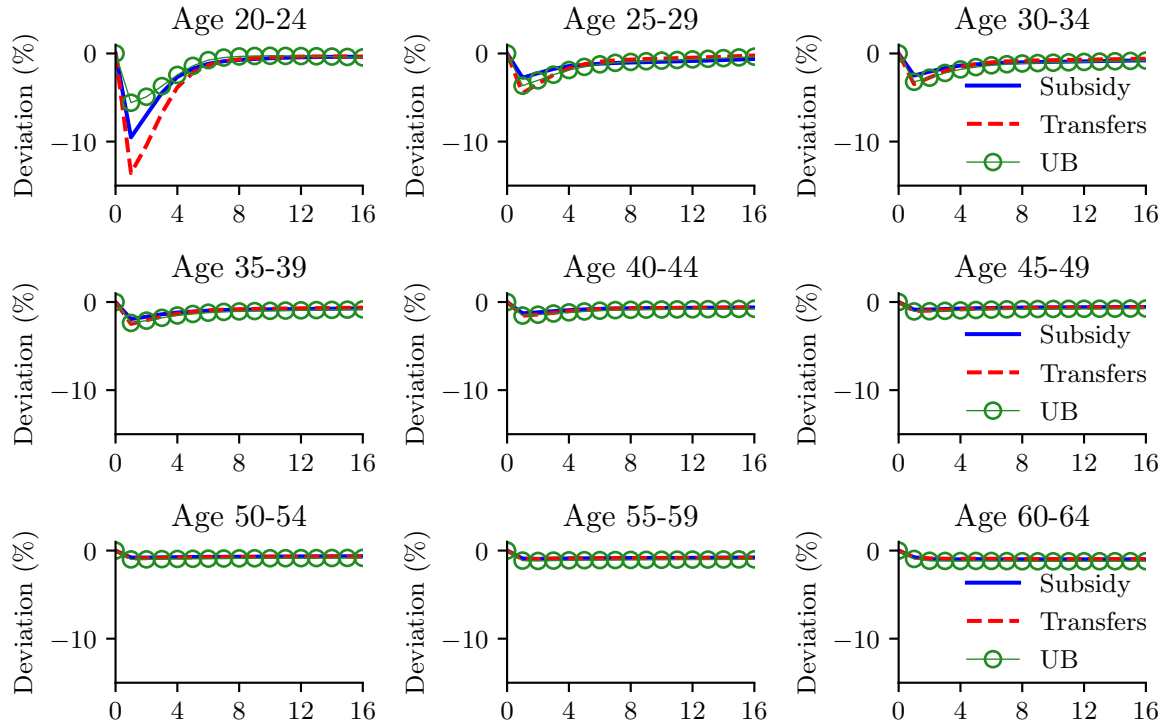 Age 20-24
Age 25-29
Age 30-34
Deviation (%)
0
−10
0 4 8 12 16
Deviation (%)
0
−10
0 4 8 12 16
Deviation (%)
0
−10
0 4 8 12 16
Subsidy
Transfers
UB
Age 35-39
Age 40-44
Age 45-49
Deviation (%)
0
−10
0 4 8 12 16
Deviation (%)
0
−10
0 4 8 12 16
Deviation (%)
0
−10
0 4 8 12 16
Subsidy
Transfers
UB
Age 50-54
Age 55-59
Age 60-64
Deviation (%)
0
−10
0 4 8 12 16
Deviation (%)
0
−10
0 4 8 12 16
Deviation (%)
0
−10
0 4 8 12 16
Subsidy
Transfers
UB